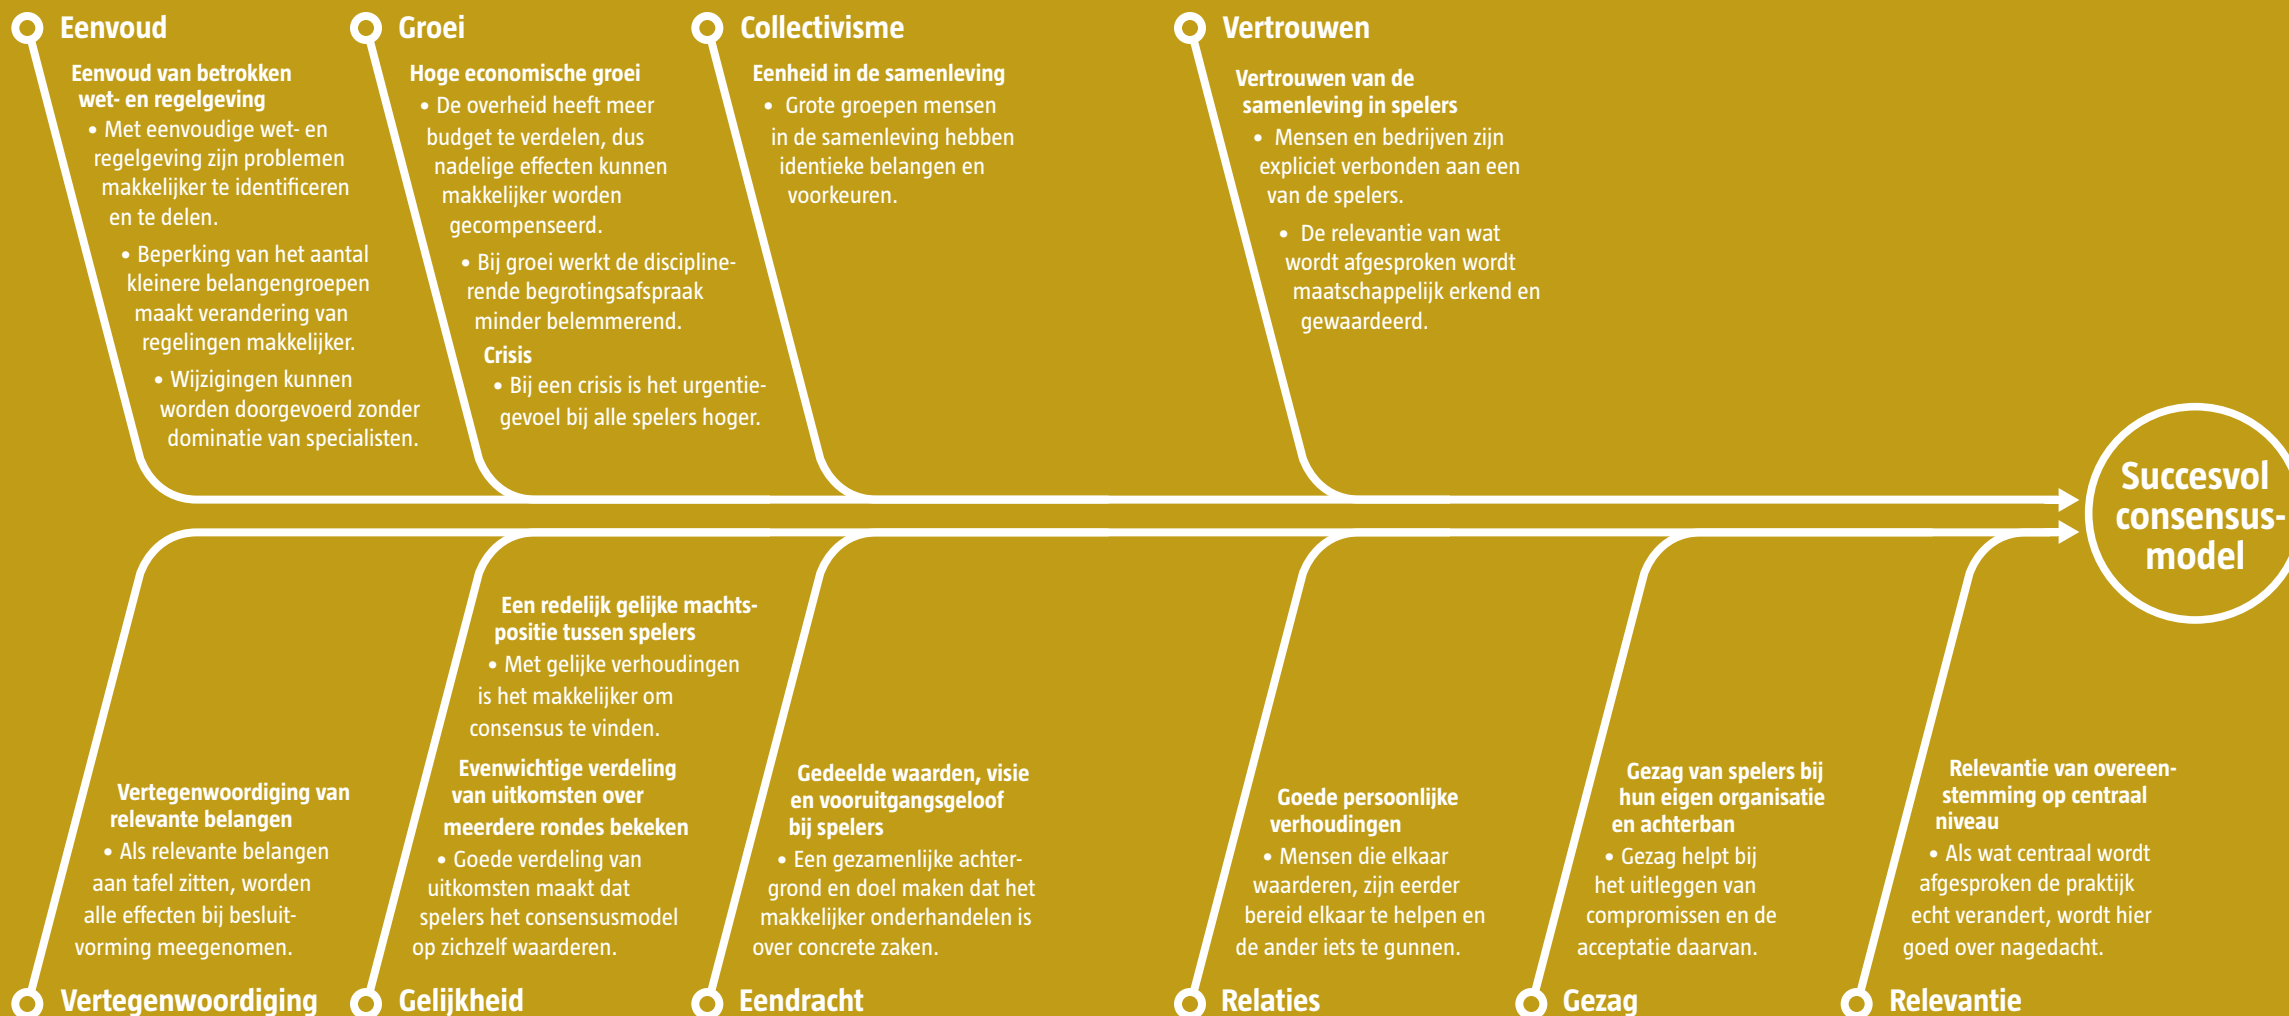 Eenvoud
Eenvoud van betrokken
wet- en regelgeving
• Met eenvoudige wet- en
regelgeving zijn problemen
makkelijker te identificeren
en te delen.
• Beperking van het aantal
kleinere belangengroepen
maakt verandering van
regelingen makkelijker.
• Wijzigingen kunnen
worden doorgevoerd zonder
dominatie van specialisten.
Groei
Hoge economische groei
• De overheid heeft meer
budget te verdelen, dus
nadelige effecten kunnen
makkelijker worden
gecompenseerd.
• Bij groei werkt de discipline-
rende begrotingsafspraak
minder belemmerend.
Crisis
• Bij een crisis is het urgentie-
gevoel bij alle spelers hoger.
Collectivisme
Eenheid in de samenleving
• Grote groepen mensen
in de samenleving hebben
identieke belangen en
voorkeuren.
Vertrouwen
Vertrouwen van de
samenleving in spelers
• Mensen en bedrijven zijn
expliciet verbonden aan een
van de spelers.
• De relevantie van wat
wordt afgesproken wordt
maatschappelijk erkend en
gewaardeerd.
Succesvol
consensus-
model
Vertegenwoordiging van
relevante belangen
• Als relevante belangen
aan tafel zitten, worden
alle effecten bij besluit-
vorming meegenomen.
Vertegenwoordiging
Een redelijk gelijke machts-
positie tussen spelers
• Met gelijke verhoudingen
is het makkelijker om
consensus te vinden.
Evenwichtige verdeling
van uitkomsten over
meerdere rondes bekeken
• Goede verdeling van
uitkomsten maakt dat
spelers het consensusmodel
op zichzelf waarderen.
Gelijkheid
Gedeelde waarden, visie
en vooruitgangsgeloof
bij spelers
• Een gezamenlijke achter-
grond en doel maken dat het
makkelijker onderhandelen is
over concrete zaken.
Eendracht
Goede persoonlijke
verhoudingen
• Mensen die elkaar
waarderen, zijn eerder
bereid elkaar te helpen en
de ander iets te gunnen.
Relaties
Gezag van spelers bij
hun eigen organisatie
en achterban
• Gezag helpt bij
het uitleggen van
compromissen en de
acceptatie daarvan.
Gezag
Relevantie van overeen-
stemming op centraal
niveau
• Als wat centraal wordt
afgesproken de praktijk
echt verandert, wordt hier
goed over nagedacht.
Relevantie